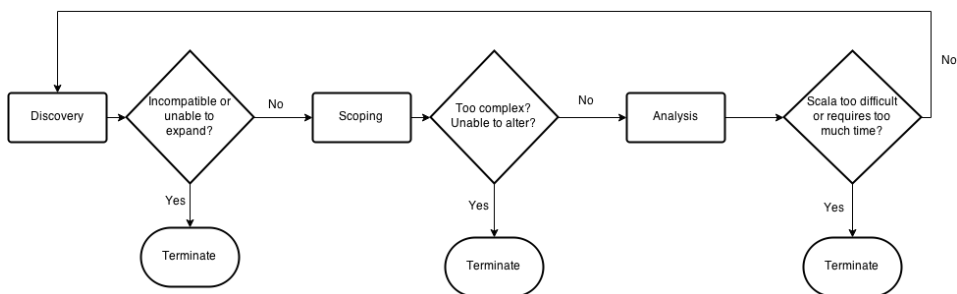 Discovery
Incompatible or
unable to
expand?
No
Scoping
Too complex?
Unable to alter?
No
Analysis
Scala too difficult
or requires too
much time?
No
Yes
Terminate
Yes
Terminate
Yes
Terminate